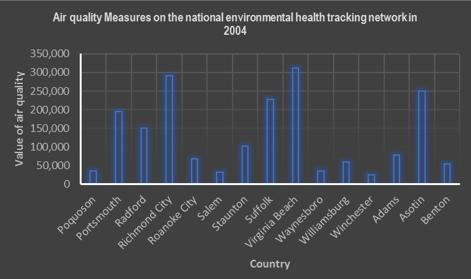 Air quality Measures on the national environmental health tracking network in
2004
350,000
300,000
250,000
200,000
150,000
100,000
50,000
0
Value of air quality
Poquoson
Portsmouth
Radford
Richmond City
Roanoke City
Salem
Staunton
Suffolk
Virginia Beach
Waynesboro
Williamsburg
Winchester
Adams
Asotin
Benton
Country